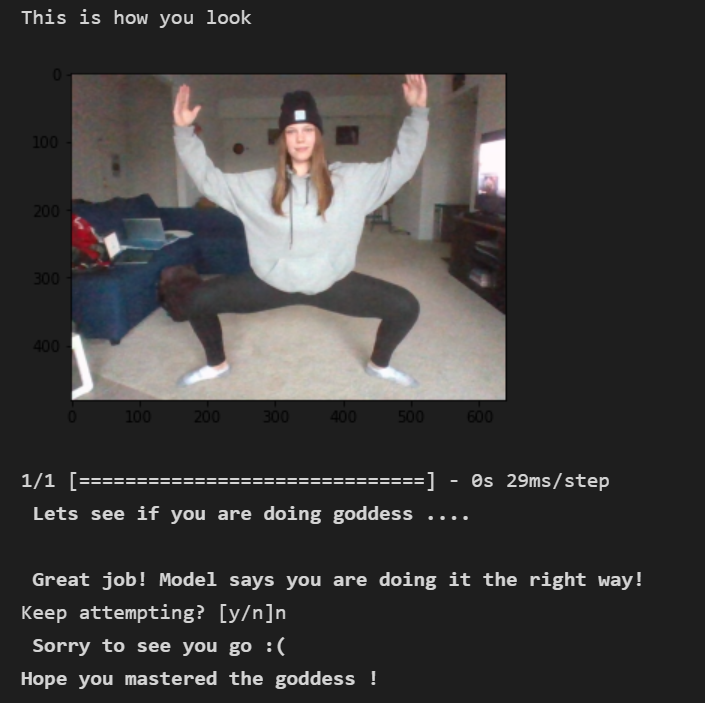 This is how you look
0
100
200
300
400
0 100 200 300 400 500 600
1/1 [==============================] - 0s 29ms/step
Lets see if you are doing goddess ....
Great job! Model says you are doing it the right way!
Keep attempting? [y/n]n
Sorry to see you go :(
Hope you mastered the goddess !